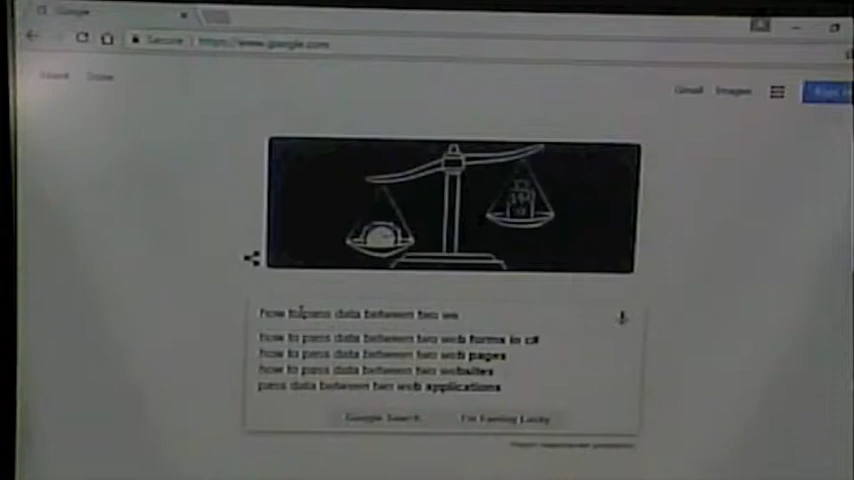 Google
Secure | https://www.google.com
Gmail Images
how to pass data between two we
how to pass data between two web forms in c#
how to pass data between two web pages
how to pass data between two websites
pass data between two web applications
Google Search I'm Feeling Lucky